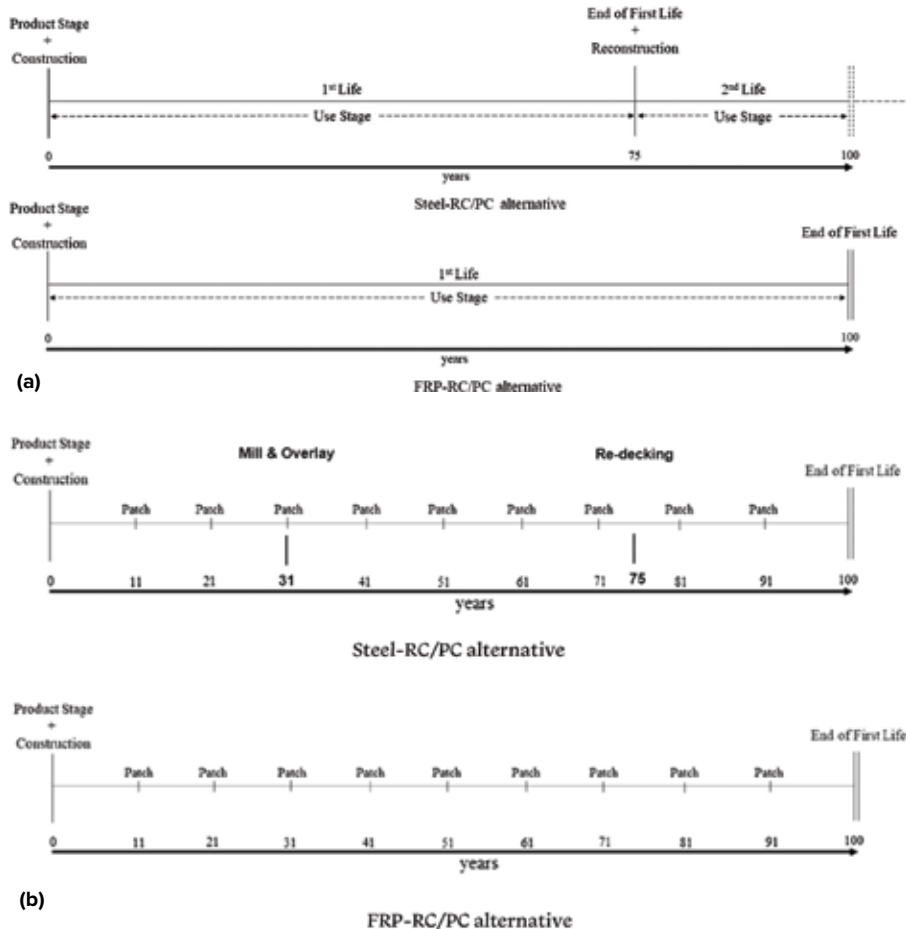 Product Stage
+
Construction
End of First Life
+
Reconstruction
1st Life
2nd Life
Use Stage
Use Stage
0
75
100
years
Steel-RC/PC alternative
Product Stage
+
Construction
End of First Life
1st Life
Use Stage
0
100
years
(a)
FRP-RC/PC alternative
Product Stage
+
Construction
Mill & Overlay
Re-decking
End of First Life
Patch Patch Patch Patch Patch Patch Patch Patch Patch
0 11 21 31 41 51 61 71 75 81 91 100
years
Steel-RC/PC alternative
Product Stage
+
Construction
End of First Life
Patch Patch Patch Patch Patch Patch Patch Patch Patch
0 11 21 31 41 51 61 71 81 91 100
years
(b)
FRP-RC/PC alternative